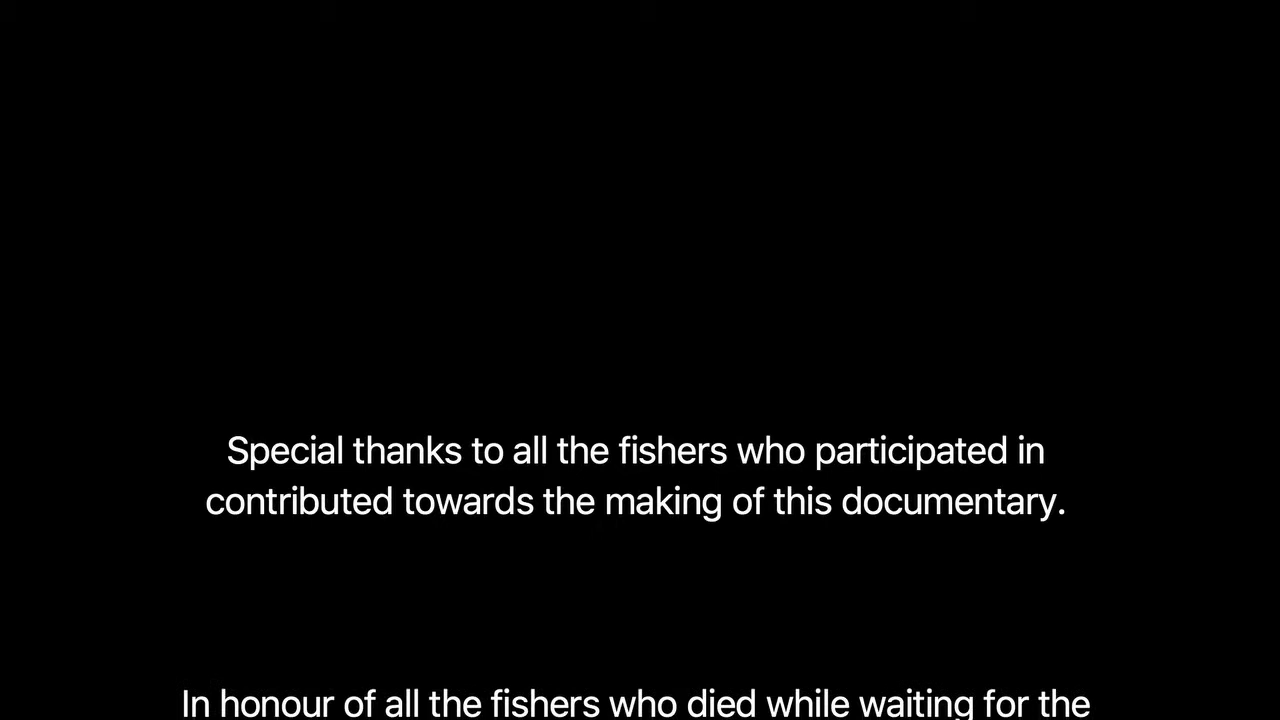 Special thanks to all the fishers who participated in
contributed towards the making of this documentary.
In honour of all the fishers who died while waiting for the